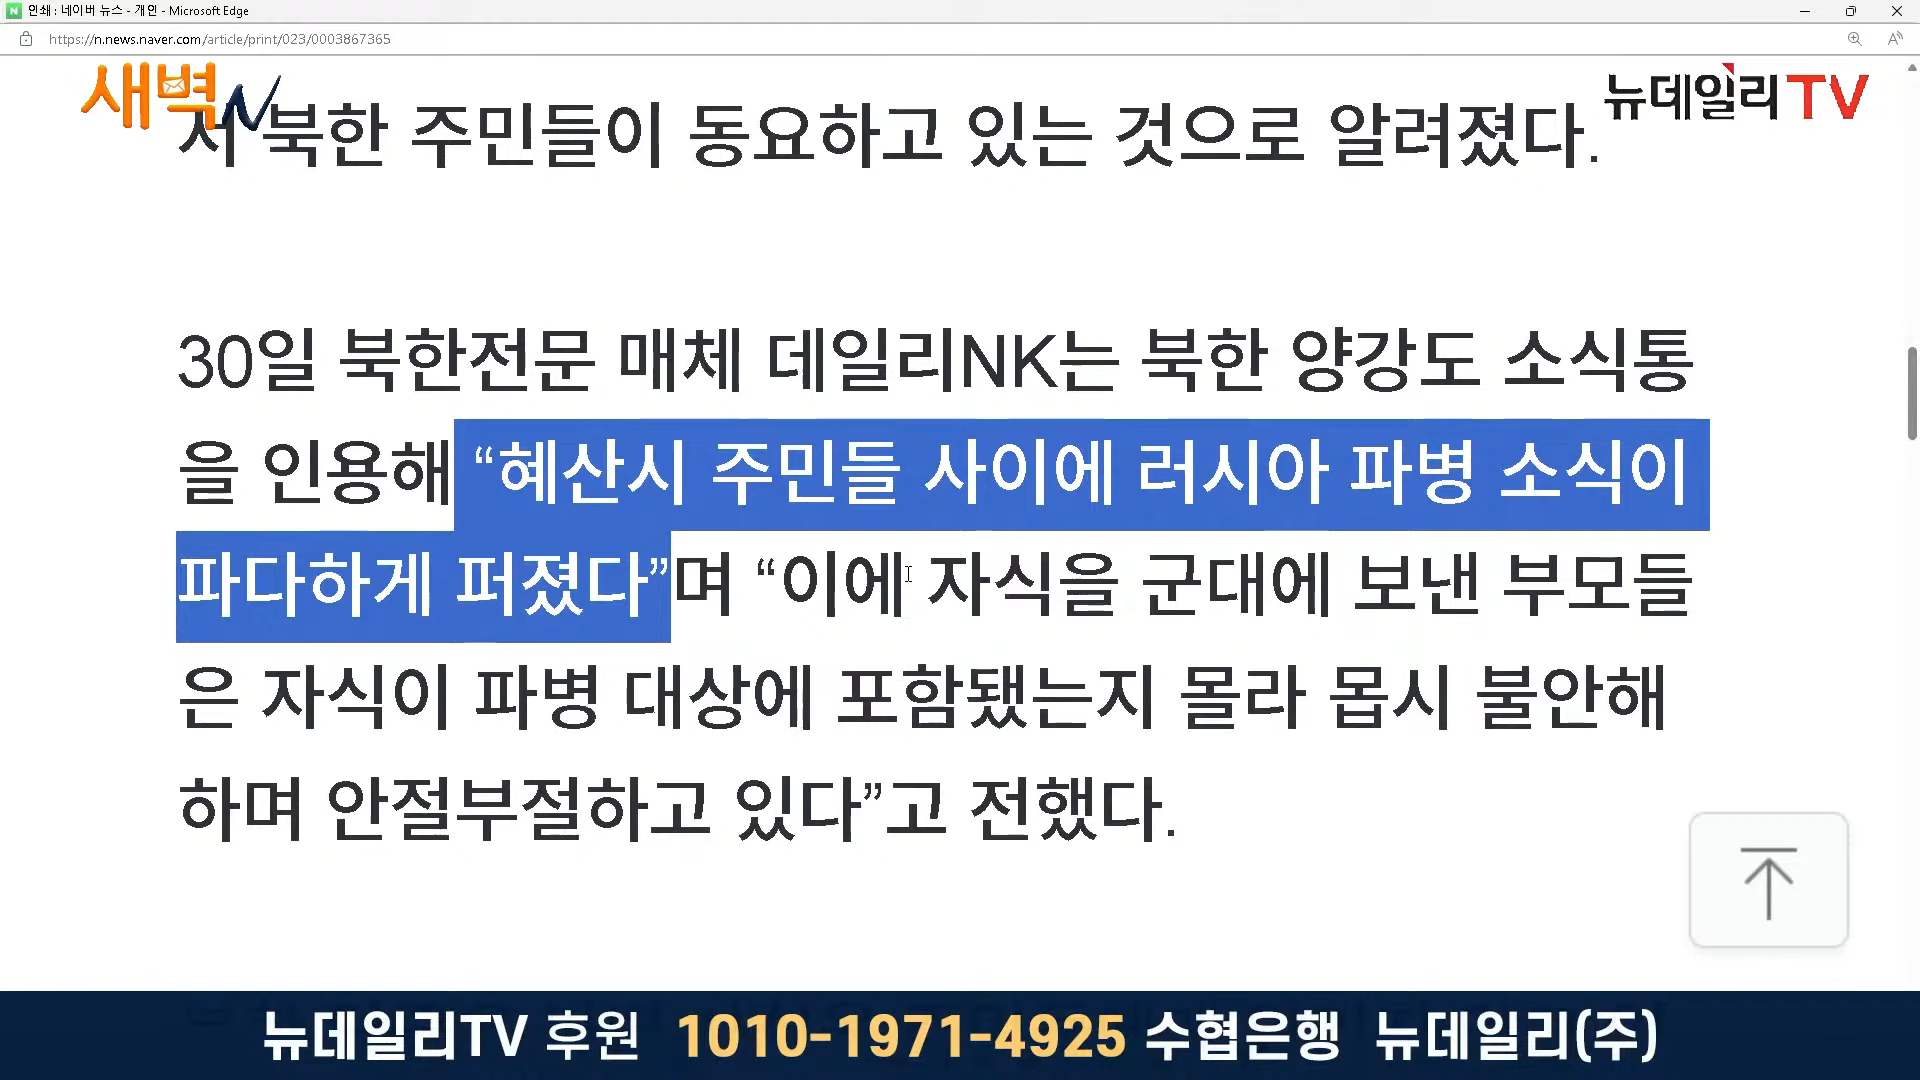 인쇄 : 네이버 뉴스 - 개인 - Microsoft Edge
https://n.news.naver.com/article/print/023/0003867365
새벽N
뉴데일리TV
서 북한 주민들이 동요하고 있는 것으로 알려졌다.
30일 북한전문 매체 데일리NK는 북한 양강도 소식통
을 인용해 “혜산시 주민들 사이에 러시아 파병 소식이
파다하게 퍼졌다”며 “이에 자식을 군대에 보낸 부모들
은 자식이 파병 대상에 포함됐는지 몰라 몹시 불안해
하며 안절부절하고 있다”고 전했다.
뉴데일리TV 후원 1010-1971-4925 수협은행 뉴데일리(주)